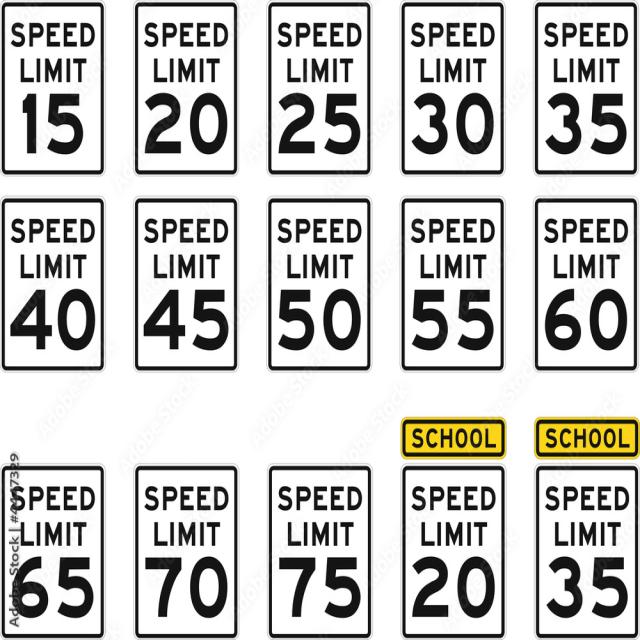 SPEED
LIMIT
15
SPEED
LIMIT
20
SPEED
LIMIT
25
SPEED
LIMIT
30
SPEED
LIMIT
35
SPEED
LIMIT
40
SPEED
LIMIT
45
SPEED
LIMIT
50
SPEED
LIMIT
55
SPEED
LIMIT
60
SPEED
LIMIT
65
SPEED
LIMIT
70
SPEED
LIMIT
75
SCHOOL
SPEED
LIMIT
20
SCHOOL
SPEED
LIMIT
35
Adobe Stock